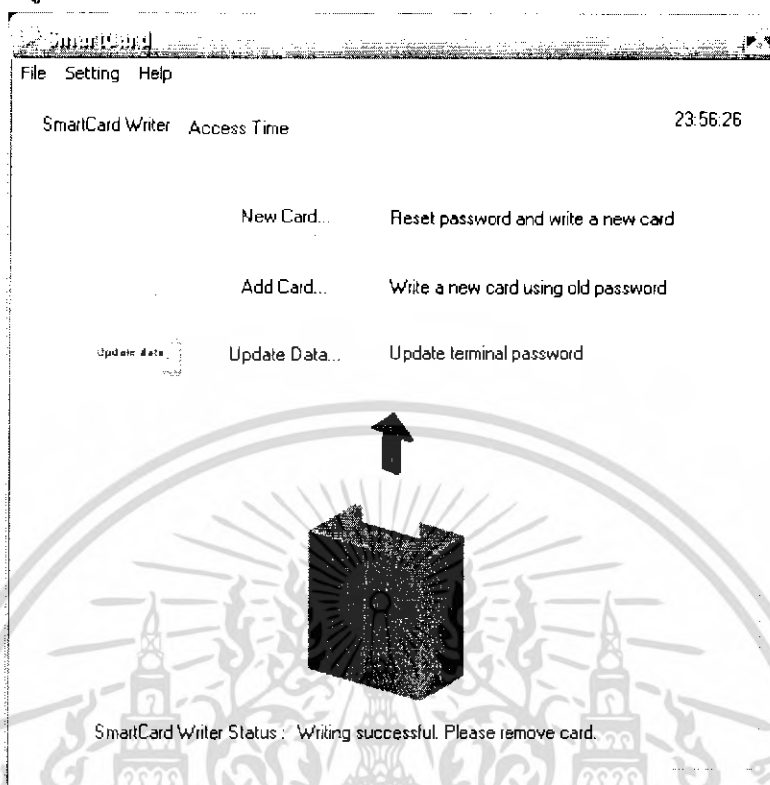 SmartCard
File Setting Help
SmartCard Writer Access Time 23:56:26
New Card... Reset password and write a new card
Add Card... Write a new card using old password
Update data Update Data... Update terminal password
SmartCard Writer Status : Writing successful. Please remove card.